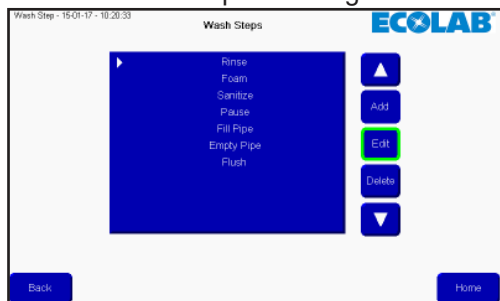 Wash Step - 15-01-17 - 10:20:33
Wash Steps
ECOLAB®
Rinse
Foam
Sanitize
Pause
Fill Pipe
Empty Pipe
Flush
Add
Edit
Delete
Back
Home